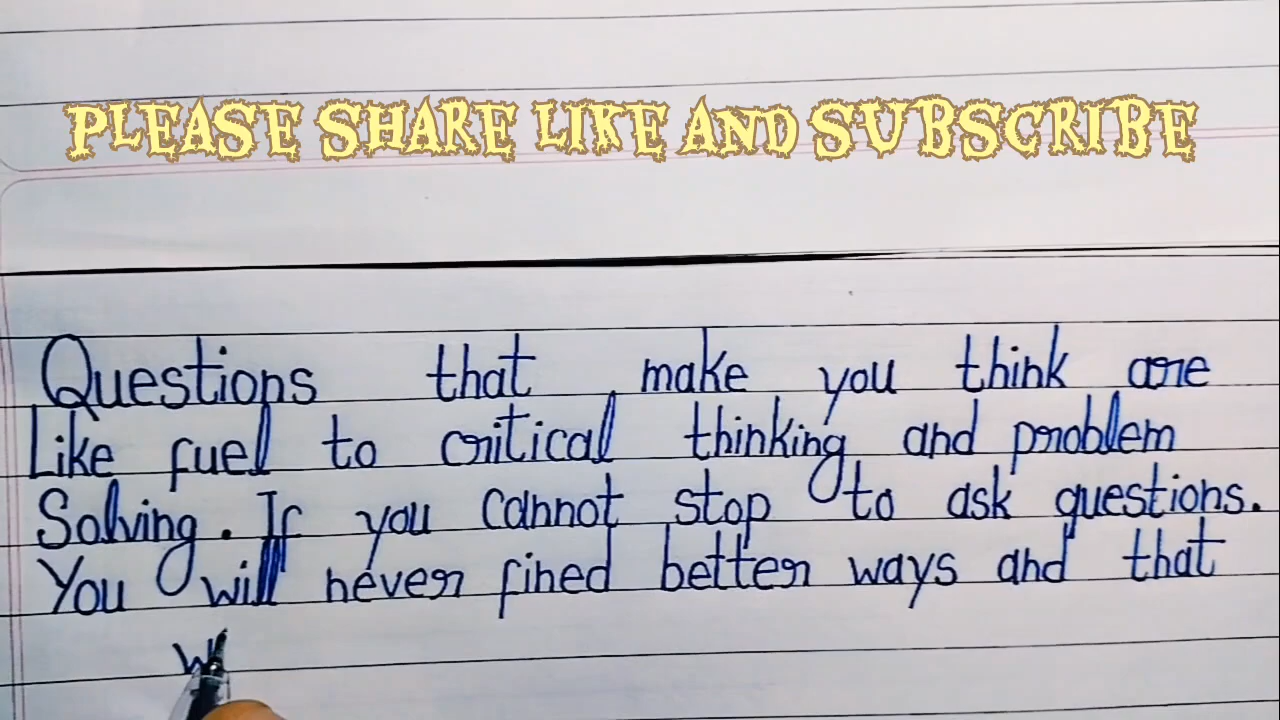 PLEASE SHARE LIKE AND SUBSCRIBE
Questions that make you think are
Like fuel to critical thinking and problem
Solving. If you cannot stop to ask questions.
You will never fined better ways and that